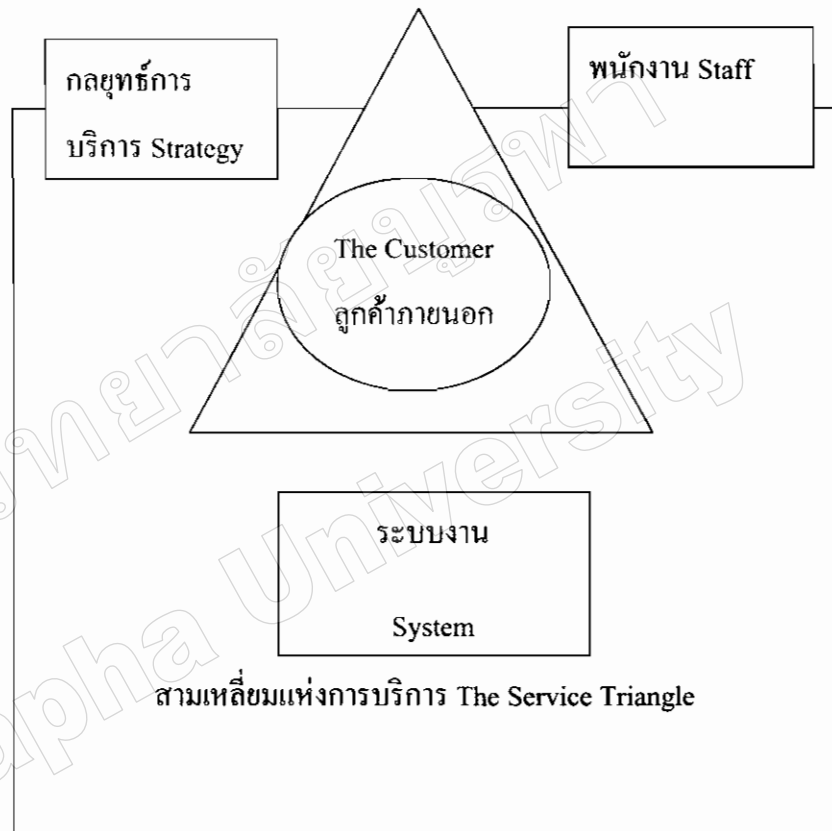 กลยุทธ์การ
บริการ Strategy
พนักงาน Staff
The Customer
ลูกค้าภายนอก
ระบบงาน
System
สามเหลี่ยมแห่งการบริการ The Service Triangle